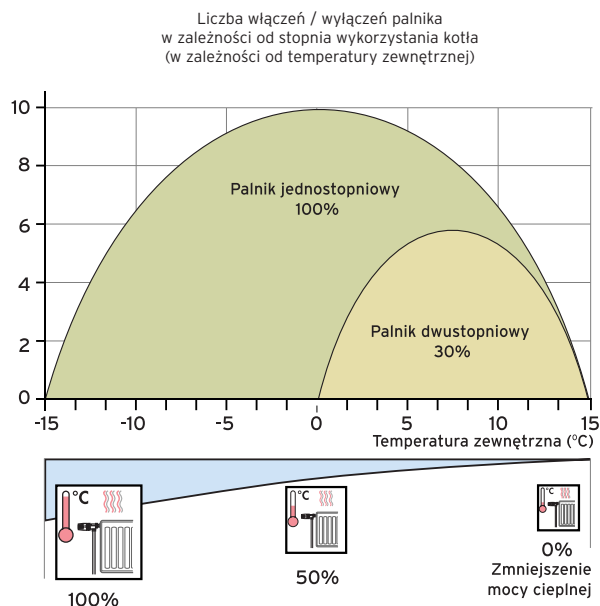 Liczba włączeń / wyłączeń palnika
w zależności od stopnia wykorzystania kotła
(w zależności od temperatury zewnętrznej)
10
8
6
4
2
0
Palnik jednostopniowy
100%
Palnik dwustopniowy
30%
-15
-10
-5
0
5
10
15
Temperatura zewnętrzna (°C)
°C
°C
°C
100%
50%
0%
Zmniejszenie
mocy cieplnej